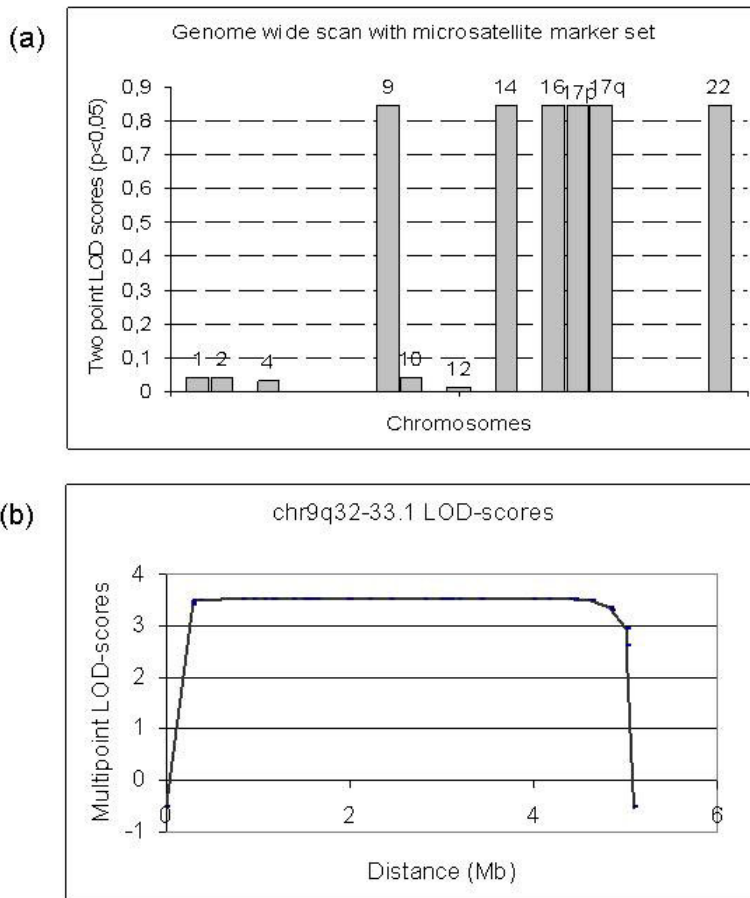 (a)
Genome wide scan with microsatellite marker set
Two point LOD scores (p<0,05)
0,9
0,8
0,7
0,6
0,5
0,4
0,3
0,2
0,1
0
1
2
4
9
10
12
14
16
17p
17q
22
Chromosomes
(b)
chr9q32-33.1 LOD-scores
Multipoint LOD-scores
4
3
2
1
0
-1
0
2
4
6
Distance (Mb)